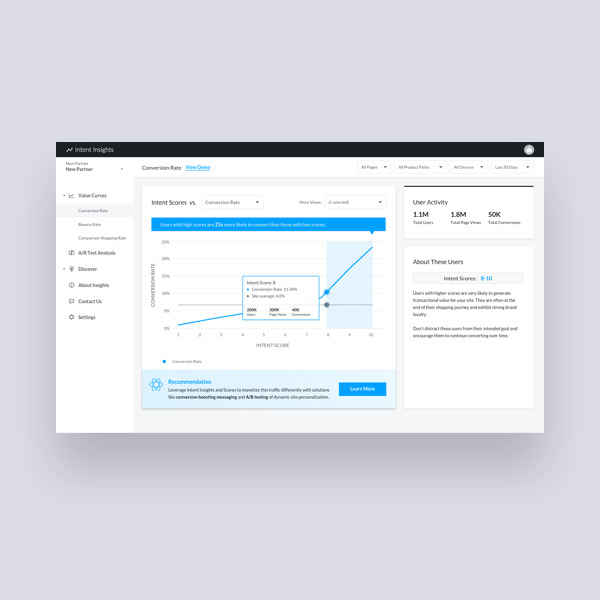 Intent Insights
New Partner
New Partner
Conversion Rate View Demo
All Pages
All Product Paths
All Devices
Last 30 Days
Value Curves
Conversion Rate
Bounce Rate
Comparison Shopping Rate
A/B Test Analysis
Discover
About Insights
Contact Us
Settings
Intent Scores vs. Conversion Rate
More Views: (1 selected)
Users with high scores are 25x more likely to convert than those with low scores.
CONVERSION RATE
25%
20%
15%
10%
5%
0%
Intent Score: 8
Conversion Rate: 11.34%
Site average: 6.0%
200K 300K 40K
Users Page Views Conversions
1 2 3 4 5 6 7 8 9 10
INTENT SCORE
Conversion Rate
Recommendation
Leverage Intent Insights and Scores to monetize this traffic differently with solutions
like conversion boosting messaging and A/B testing of dynamic site personalization.
Learn More
User Activity
1.1M 1.8M 50K
Total Users Total Page Views Total Conversions
About These Users
Intent Scores: 8-10
Users with higher scores are very likely to generate
transactional value for your site. They are often at the
end of their shopping journey and exhibit strong brand
loyalty.
Don't distract these users from their intended goal and
encourage them to continue converting over time.